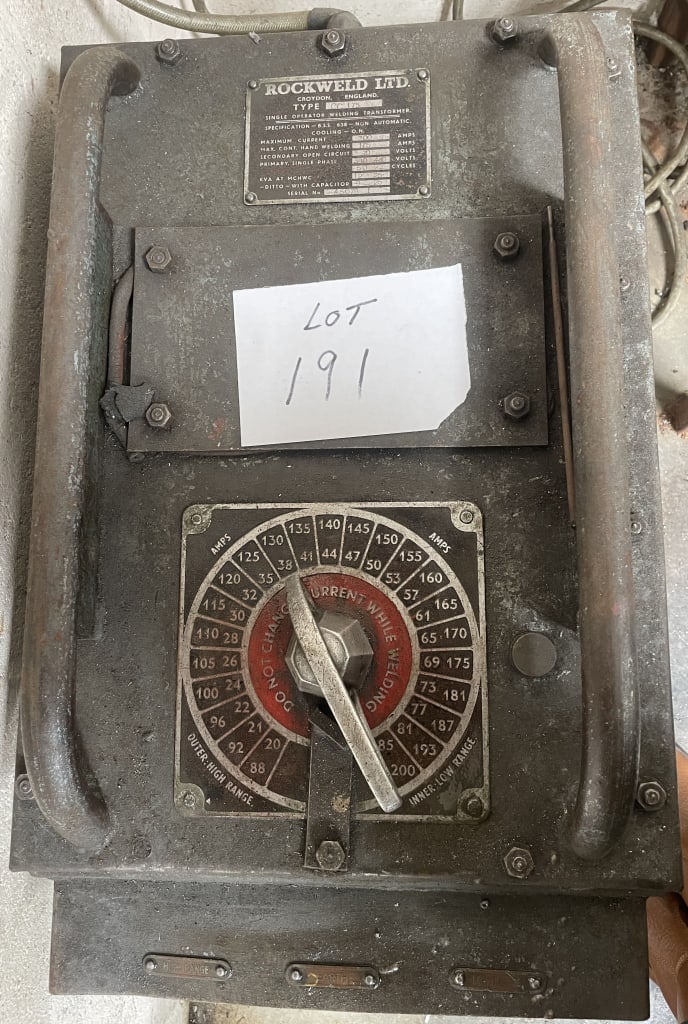 ROCKWELD LTD.
CROYDON, ENGLAND.
TYPE
SINGLE OPERATOR WELDING TRANSFORMER.
SPECIFICATION - B.S.S. 638 - NON AUTOMATIC.
COOLING - O.N.
MAXIMUM CURRENT AMPS
MAX. CONT. HAND WELDING AMPS
SECONDARY OPEN CIRCUIT VOLTS
PRIMARY, SINGLE PHASE VOLTS
CYCLES
KVA AT MCHWC
-DITTO- WITH CAPACITOR
SERIAL No
LOT
191
AMPS AMPS
88 92 96 100 105 110 115 120 125 130 135 140 145 150 155 160 165 170 175 181 187 193 200
20 21 22 24 26 28 30 32 35 38 41 44 47 50 53 57 61 65 69 73 77 81 85
DO NOT CHANGE CURRENT WHILE WELDING
OUTER: HIGH RANGE. INNER: LOW RANGE.